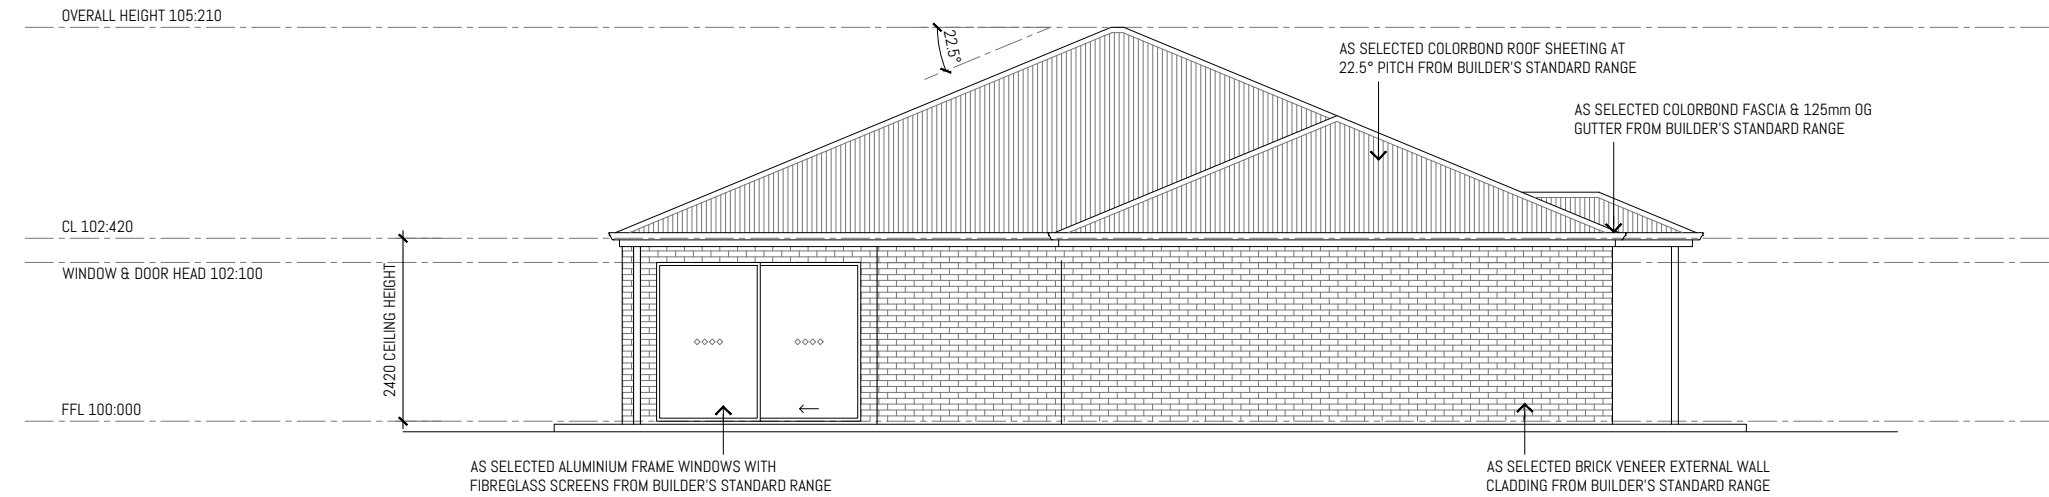 OVERALL HEIGHT 105:210
22.5°
AS SELECTED COLORBOND ROOF SHEETING AT
22.5° PITCH FROM BUILDER'S STANDARD RANGE
AS SELECTED COLORBOND FASCIA & 125mm OG
GUTTER FROM BUILDER'S STANDARD RANGE
CL 102:420
WINDOW & DOOR HEAD 102:100
2420 CEILING HEIGHT
FFL 100:000
AS SELECTED ALUMINIUM FRAME WINDOWS WITH
FIBREGLASS SCREENS FROM BUILDER'S STANDARD RANGE
AS SELECTED BRICK VENEER EXTERNAL WALL
CLADDING FROM BUILDER'S STANDARD RANGE